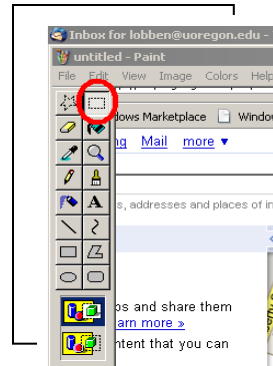 Inbox for lobben@uoregon.edu -
untitled - Paint
File Edit View Image Colors Help
dows Marketplace Window
ng Mail more ▼
A
s, addresses and places of in
os and share them
arn more »
ntent that you can